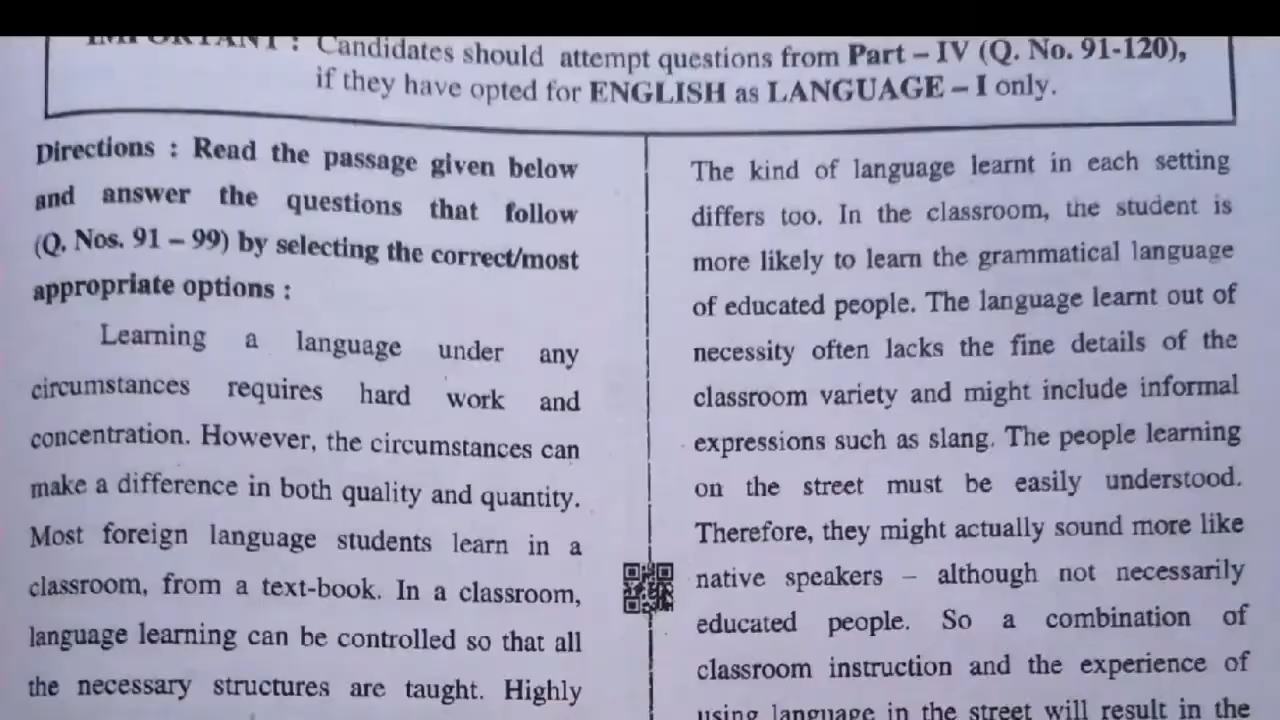 IMPORTANT : Candidates should attempt questions from Part – IV (Q. No. 91-120),
if they have opted for ENGLISH as LANGUAGE – I only.
Directions : Read the passage given below
and answer the questions that follow
(Q. Nos. 91 – 99) by selecting the correct/most
appropriate options :
Learning a language under any
circumstances requires hard work and
concentration. However, the circumstances can
make a difference in both quality and quantity.
Most foreign language students learn in a
classroom, from a text-book. In a classroom,
language learning can be controlled so that all
the necessary structures are taught. Highly
The kind of language learnt in each setting
differs too. In the classroom, the student is
more likely to learn the grammatical language
of educated people. The language learnt out of
necessity often lacks the fine details of the
classroom variety and might include informal
expressions such as slang. The people learning
on the street must be easily understood.
Therefore, they might actually sound more like
native speakers – although not necessarily
educated people. So a combination of
classroom instruction and the experience of
using language in the street will result in the